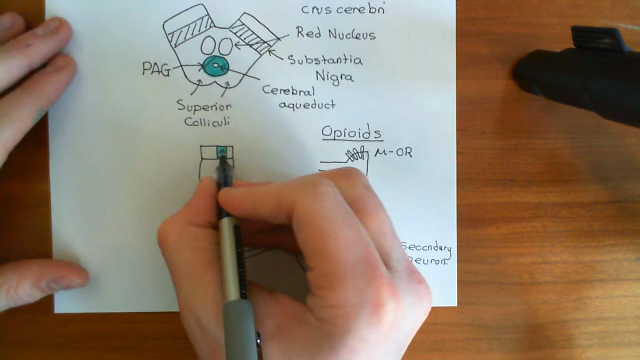 crus cerebri
Red Nucleus
Substantia
Nigra
PAG
Cerebral
aqueduct
Superior
Colliculi
Opioids
μ-OR
Secondary
neuron